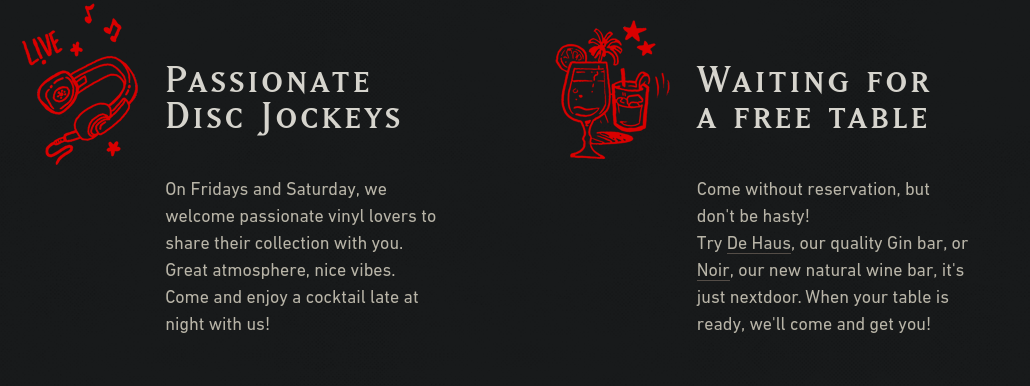 LIVE
Passionate
Disc Jockeys
On Fridays and Saturday, we
welcome passionate vinyl lovers to
share their collection with you.
Great atmosphere, nice vibes.
Come and enjoy a cocktail late at
night with us!
Waiting for
a free table
Come without reservation, but
don't be hasty!
Try De Haus, our quality Gin bar, or
Noir, our new natural wine bar, it's
just nextdoor. When your table is
ready, we'll come and get you!